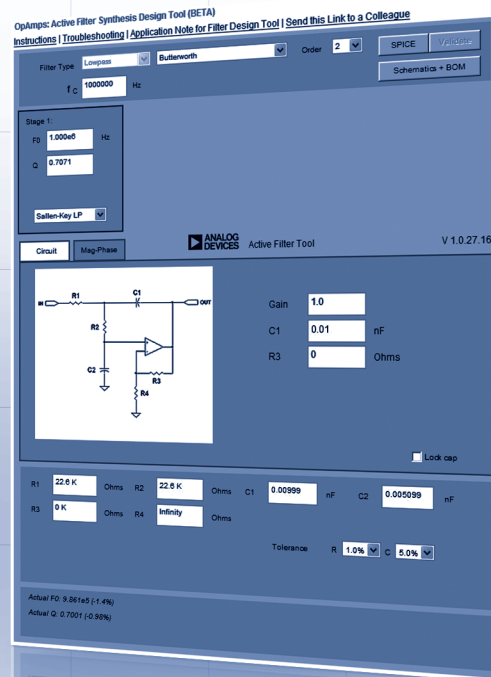 OpAmps: Active Filter Synthesis Design Tool (BETA)
Instructions | Troubleshooting | Application Note for Filter Design Tool | Send this Link to a Colleague
Filter Type Lowpass Butterworth Order 2 SPICE Validate
f C 1000000 Hz Schematics + BOM
Stage 1:
F0 1.000e6 Hz
Q 0.7071
Sallen-Key LP
Circuit Mag-Phase ANALOG DEVICES Active Filter Tool V 1.0.27.16
IN R1 C1 OUT
R2
C2
R3
R4
Gain 1.0
C1 0.01 nF
R3 0 Ohms
Lock cap
R1 22.6 K Ohms R2 22.6 K Ohms C1 0.00999 nF C2 0.005099 nF
R3 0 K Ohms R4 Infinity Ohms
Tolerance R 1.0% C 5.0%
Actual F0: 9.861e5 (-1.4%)
Actual Q: 0.7001 (-0.98%)